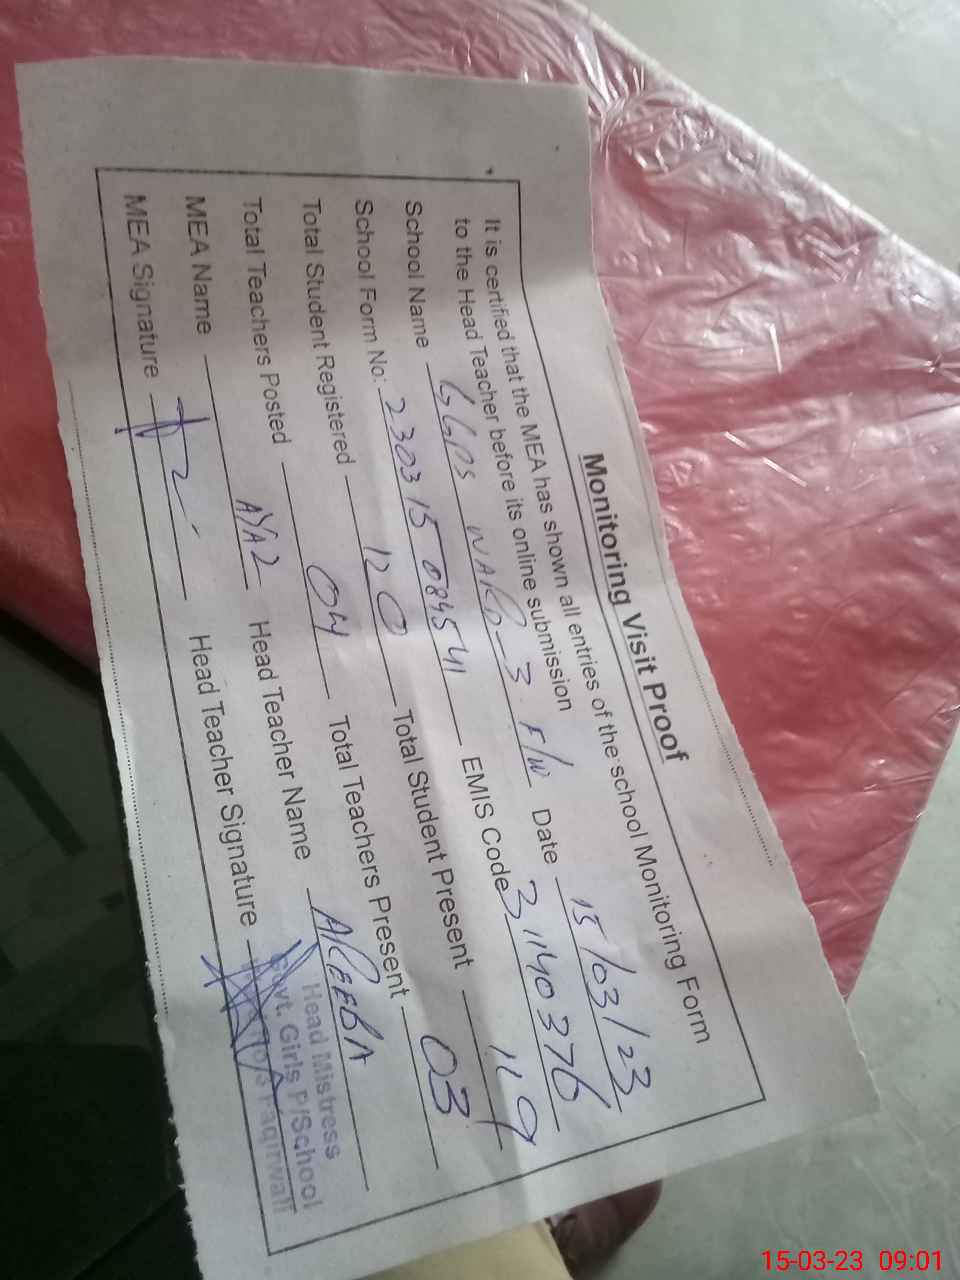 Monitoring Visit Proof
It is certified that the MEA has shown all entries of the school Monitoring Form
to the Head Teacher before its online submission
School Name GGPS WARD-3 F/W Date 15/03/23
School Form No: 2303 15 084541 EMIS Code 31140376
Total Student Registered 120 Total Student Present 119
Total Teachers Posted 04 Total Teachers Present 03
MEA Name AYAZ Head Teacher Name AREEBA
MEA Signature Head Teacher Signature
Head Mistress
Govt. Girls P/School
Faqirwali
15-03-23 09:01